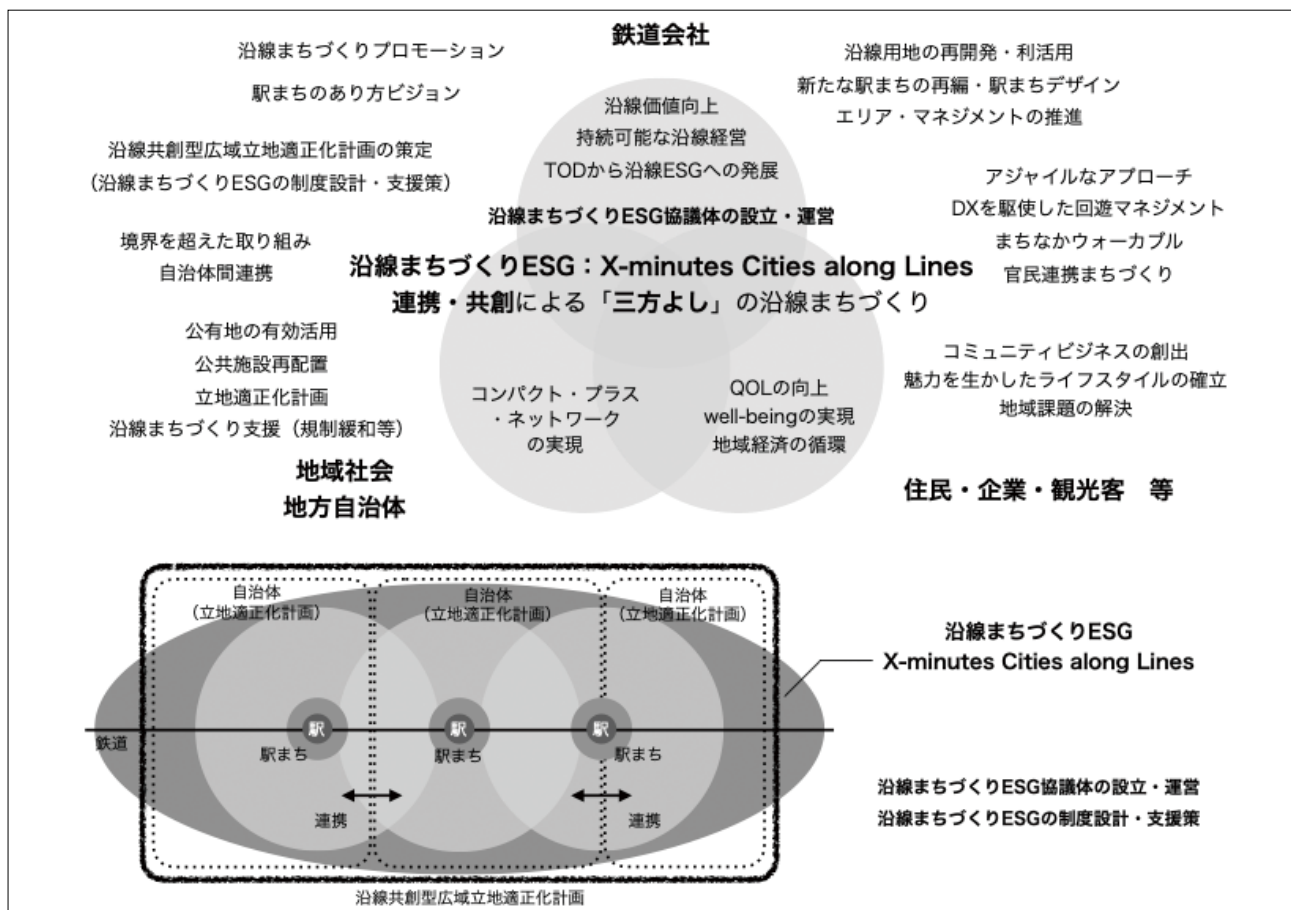 鉄道会社
沿線まちづくりプロモーション
駅まちのあり方ビジョン
沿線共創型広域立地適正化計画の策定
（沿線まちづくりESGの制度設計・支援策）
境界を超えた取り組み
自治体間連携
公有地の有効活用
公共施設再配置
立地適正化計画
沿線まちづくり支援（規制緩和等）
地域社会
地方自治体
沿線価値向上
持続可能な沿線経営
TODから沿線ESGへの発展
沿線まちづくりESG協議体の設立・運営
沿線まちづくりESG：X-minutes Cities along Lines
連携・共創による「三方よし」の沿線まちづくり
コンパクト・プラス
・ネットワーク
の実現
QOLの向上
well-beingの実現
地域経済の循環
沿線用地の再開発・利活用
新たな駅まちの再編・駅まちデザイン
エリア・マネジメントの推進
アジャイルなアプローチ
DXを駆使した回遊マネジメント
まちなかウォーカブル
官民連携まちづくり
コミュニティビジネスの創出
魅力を生かしたライフスタイルの確立
地域課題の解決
住民・企業・観光客　等
自治体
（立地適正化計画）
自治体
（立地適正化計画）
自治体
（立地適正化計画）
駅
駅
駅
鉄道
駅まち
駅まち
駅まち
連携
連携
沿線共創型広域立地適正化計画
沿線まちづくりESG
X-minutes Cities along Lines
沿線まちづくりESG協議体の設立・運営
沿線まちづくりESGの制度設計・支援策